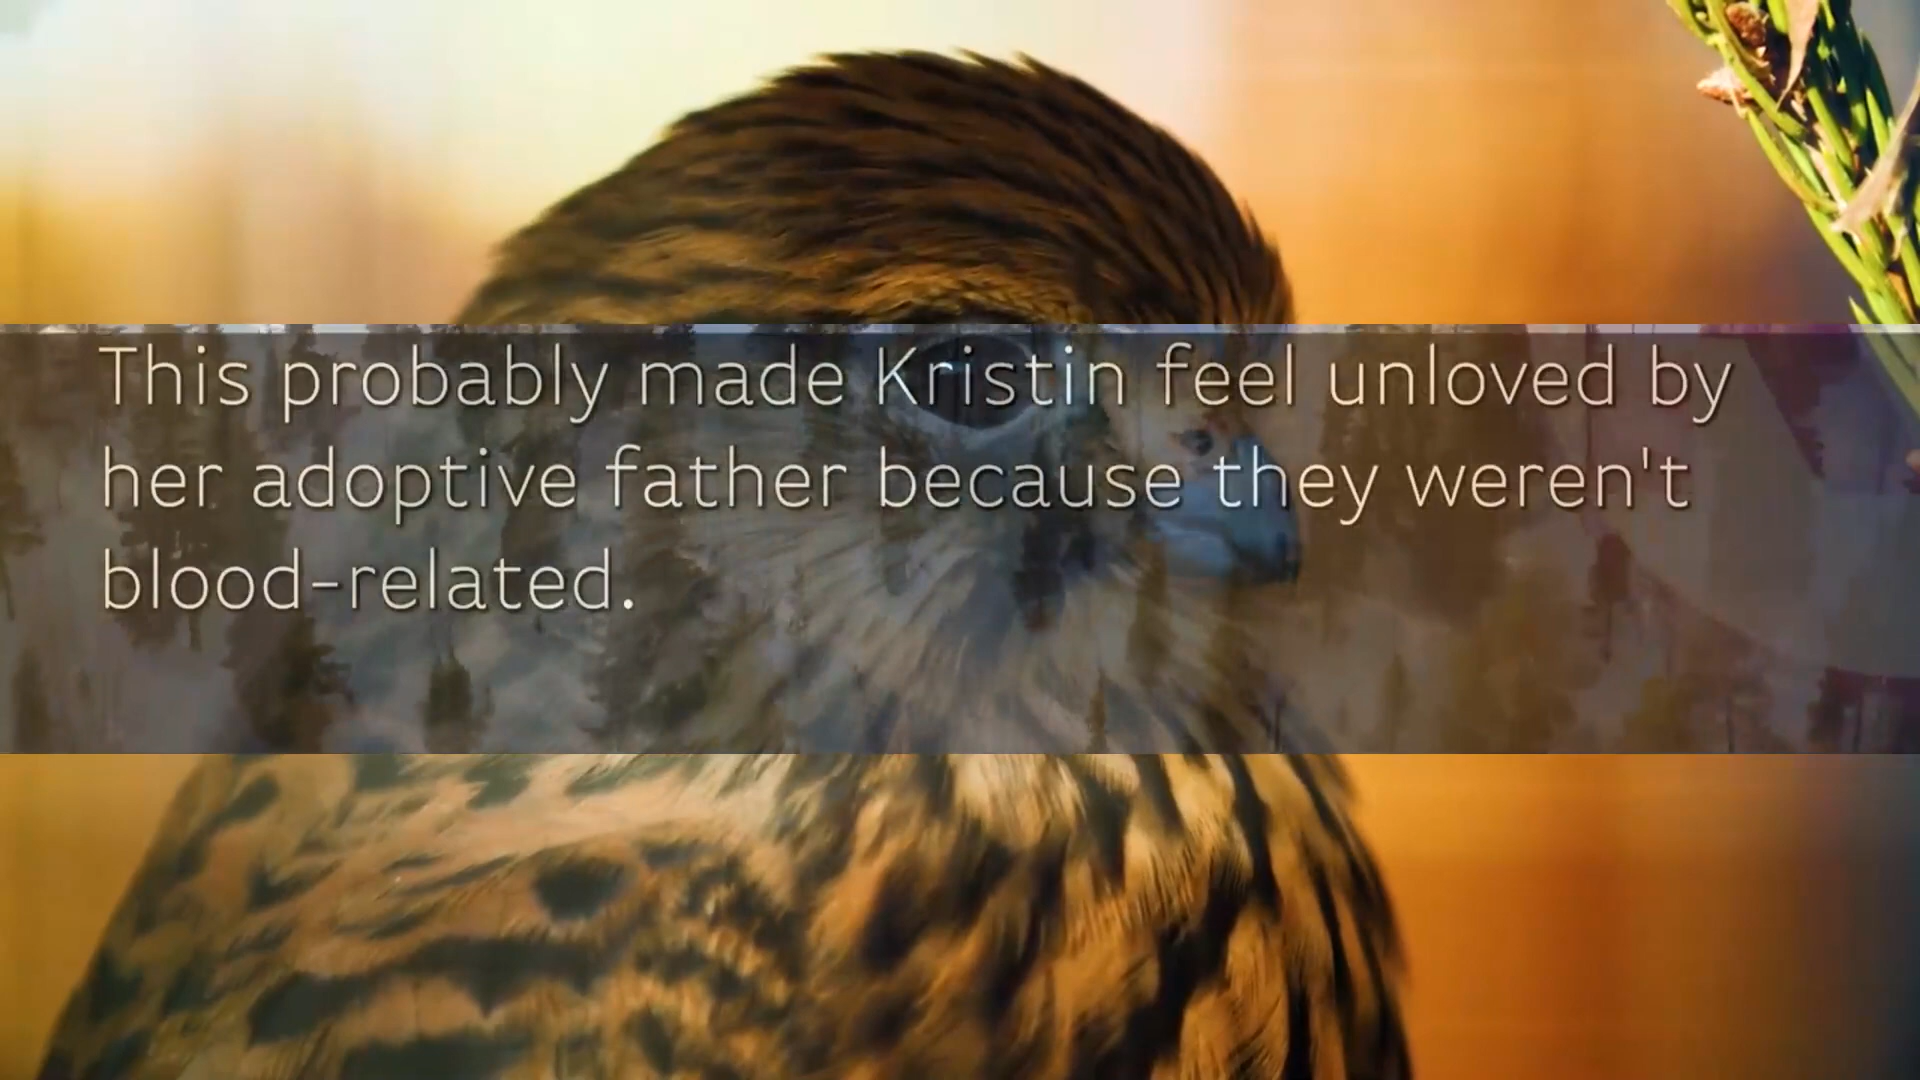 This probably made Kristin feel unloved by
her adoptive father because they weren't
blood-related.